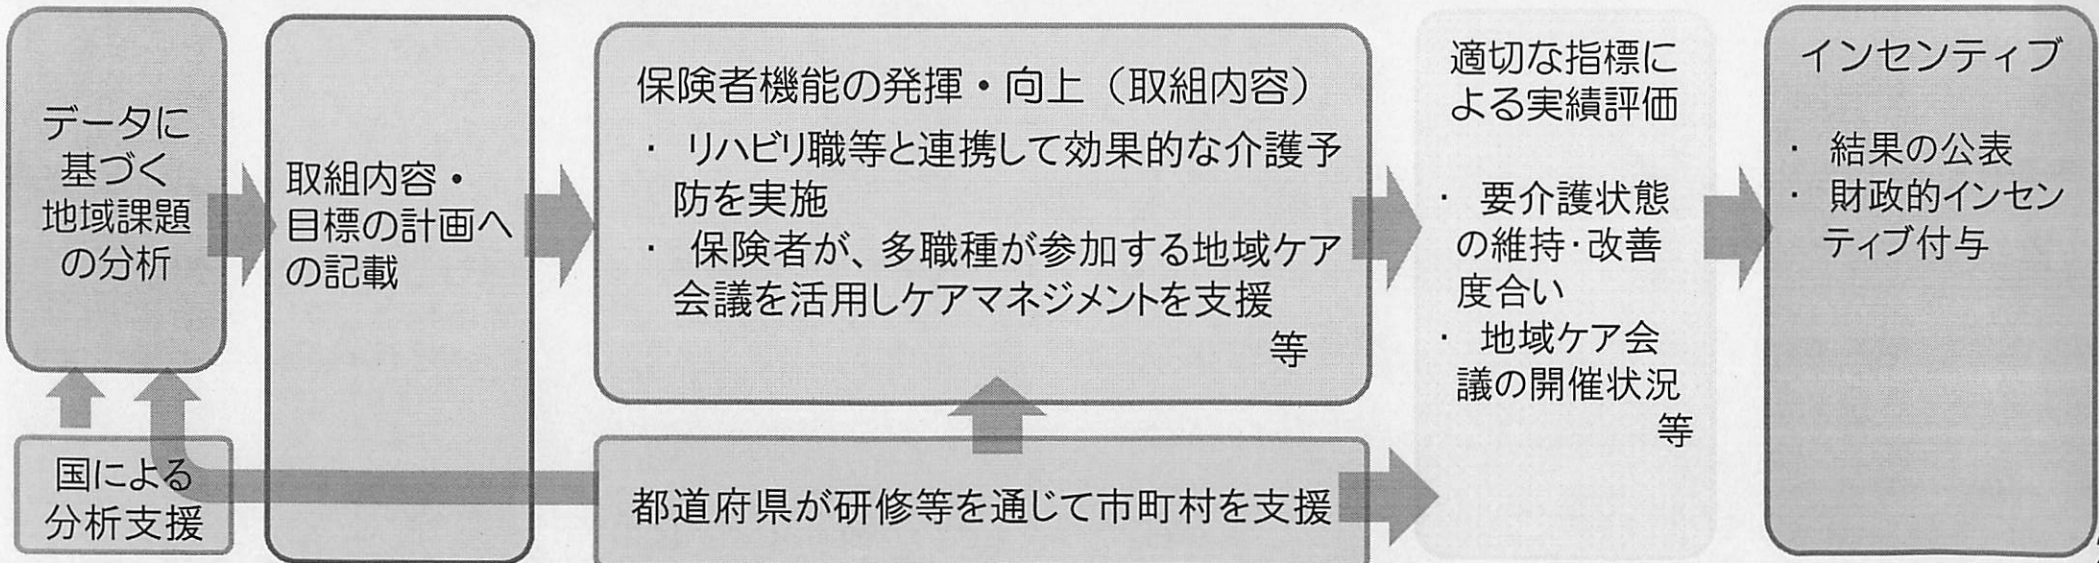 データに
基づく
地域課題
の分析
取組内容・
目標の計画へ
の記載
保険者機能の発揮・向上（取組内容）
・ リハビリ職等と連携して効果的な介護予
防を実施
・ 保険者が、多職種が参加する地域ケア
会議を活用しケアマネジメントを支援
等
適切な指標に
よる実績評価
・ 要介護状態
の維持･改善
度合い
・ 地域ケア会
議の開催状況
等
インセンティブ
・ 結果の公表
・ 財政的インセン
ティブ付与
国による
分析支援
都道府県が研修等を通じて市町村を支援